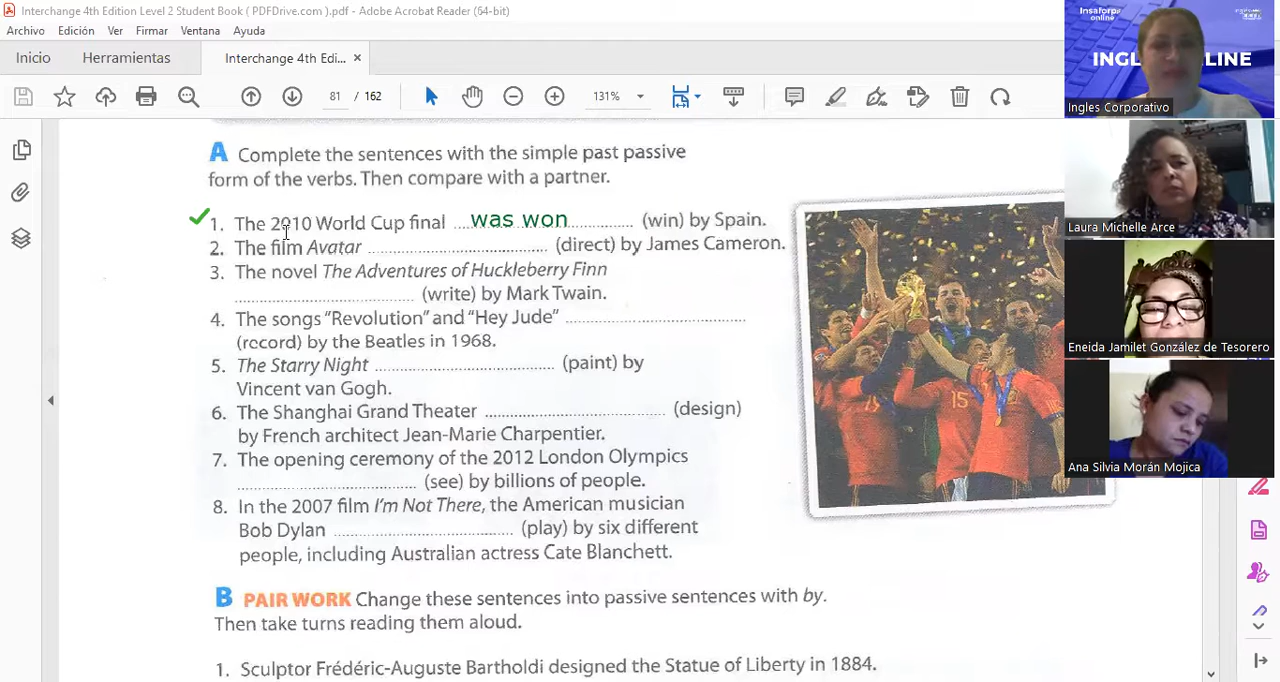 Interchange 4th Edition Level 2 Student Book ( PDFDrive.com ).pdf - Adobe Acrobat Reader (64-bit)
Archivo Edición Ver Firmar Ventana Ayuda
Inicio Herramientas Interchange 4th Edi... ×
81 / 162 131%
A Complete the sentences with the simple past passive
form of the verbs. Then compare with a partner.
1. The 2010 World Cup final was won (win) by Spain.
2. The film Avatar (direct) by James Cameron.
3. The novel The Adventures of Huckleberry Finn
(write) by Mark Twain.
4. The songs “Revolution” and “Hey Jude”
(record) by the Beatles in 1968.
5. The Starry Night (paint) by
Vincent van Gogh.
6. The Shanghai Grand Theater (design)
by French architect Jean-Marie Charpentier.
7. The opening ceremony of the 2012 London Olympics
(see) by billions of people.
8. In the 2007 film I'm Not There, the American musician
Bob Dylan (play) by six different
people, including Australian actress Cate Blanchett.
B PAIR WORK Change these sentences into passive sentences with by.
Then take turns reading them aloud.
1. Sculptor Frédéric-Auguste Bartholdi designed the Statue of Liberty in 1884.
15
Insaforp
online
INGL LINE
Ingles Corporativo
Laura Michelle Arce
Eneida Jamilet González de Tesorero
Ana Silvia Morán Mojica